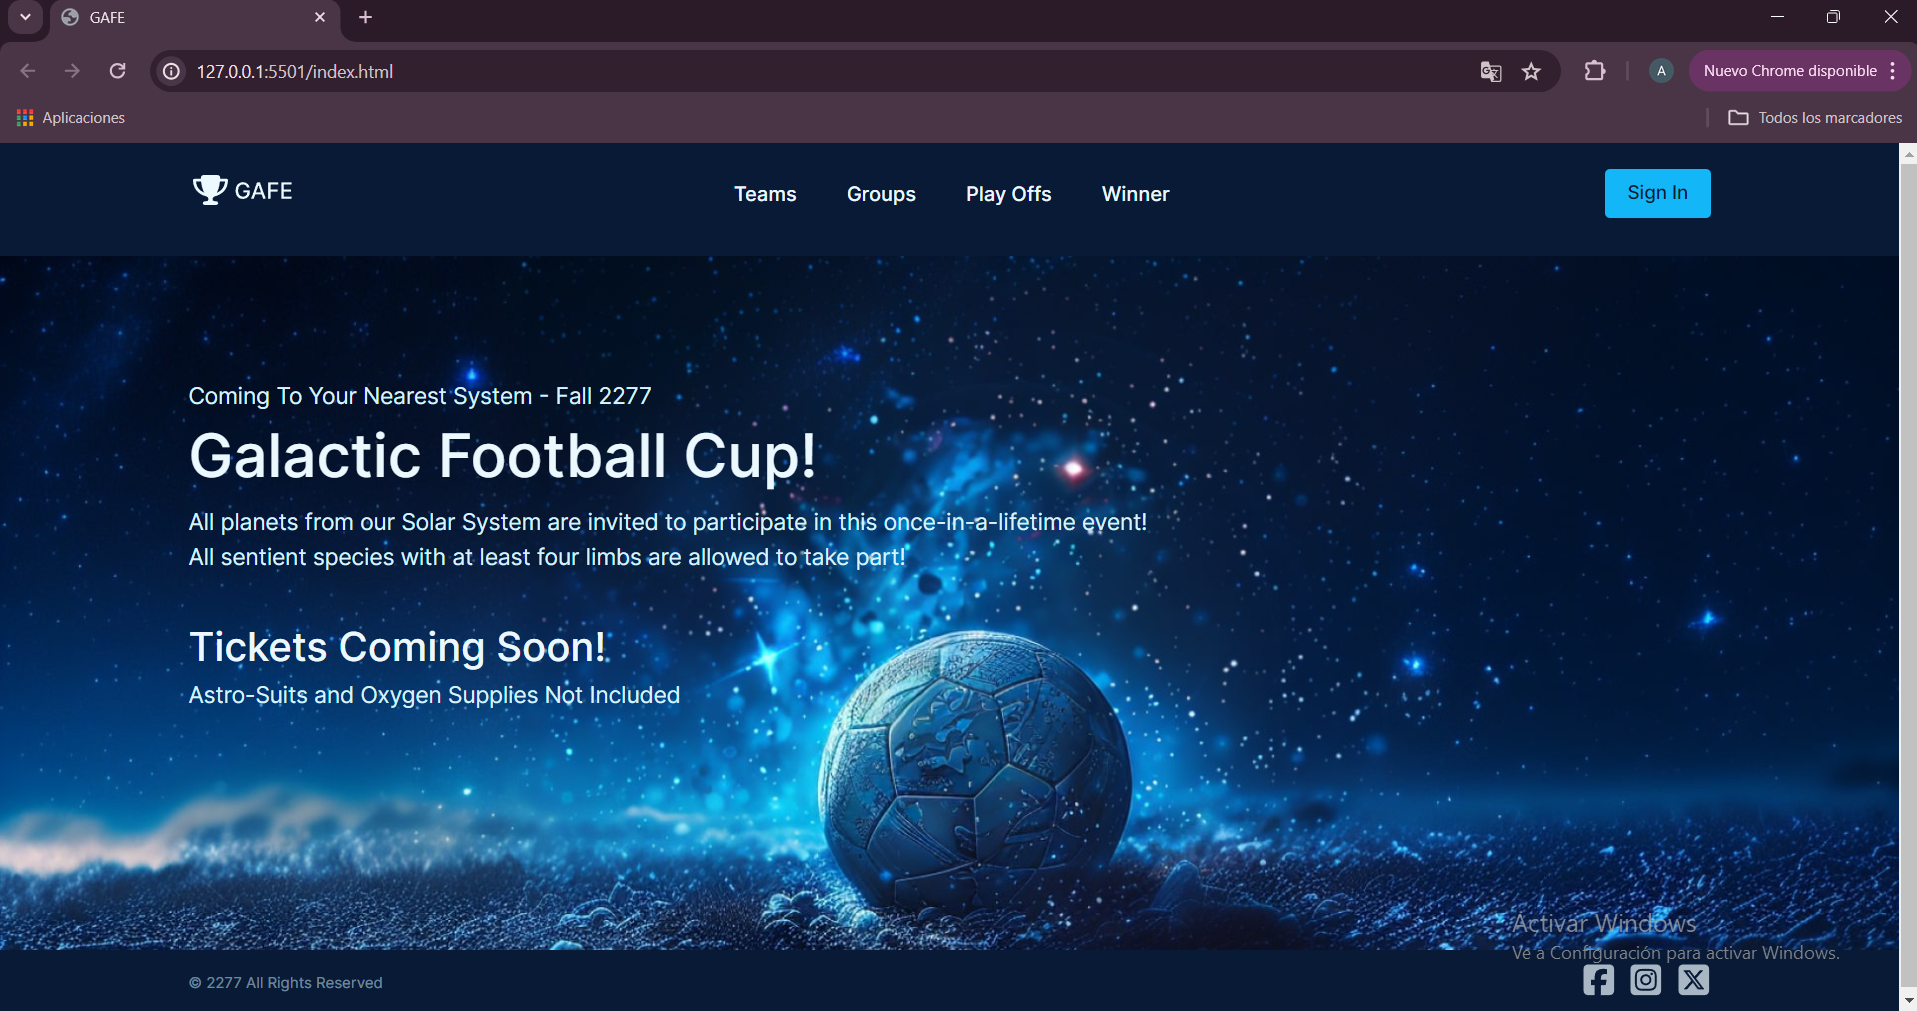 GAFE
127.0.0.1:5501/index.html
A
Nuevo Chrome disponible
Aplicaciones
Todos los marcadores
GAFE
Teams
Groups
Play Offs
Winner
Sign In
Coming To Your Nearest System - Fall 2277
Galactic Football Cup!
All planets from our Solar System are invited to participate in this once-in-a-lifetime event!
All sentient species with at least four limbs are allowed to take part!
Tickets Coming Soon!
Astro-Suits and Oxygen Supplies Not Included
Activar Windows
Ve a Configuración para activar Windows.
© 2277 All Rights Reserved